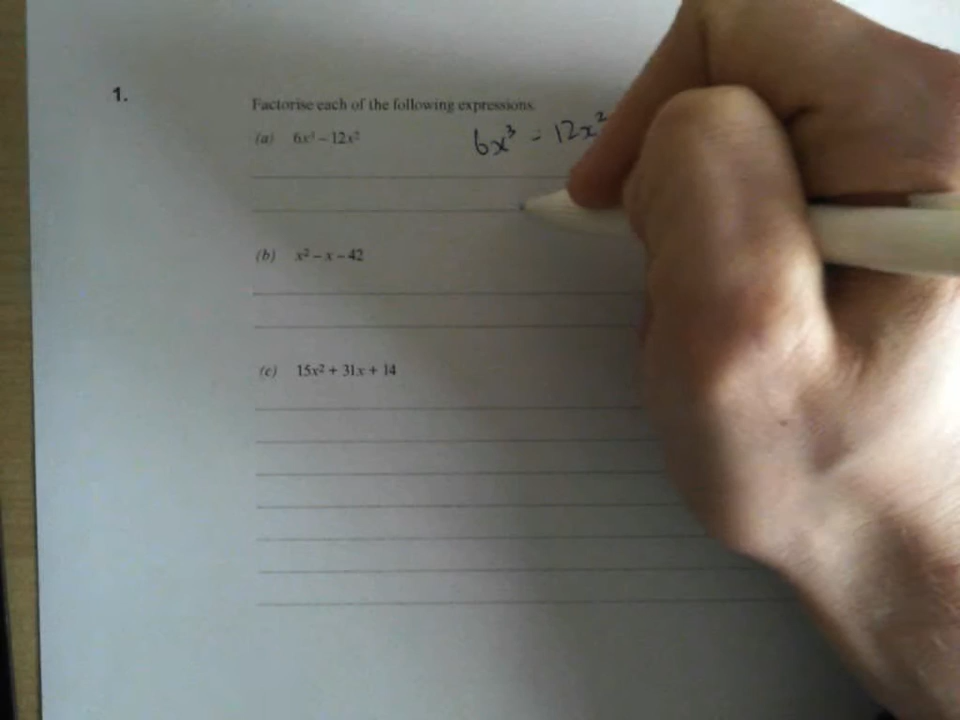 1.
Factorise each of the following expressions.
(a) 6x³ – 12x² 6x³ - 12x²
(b) x² – x – 42
(c) 15x² + 31x + 14